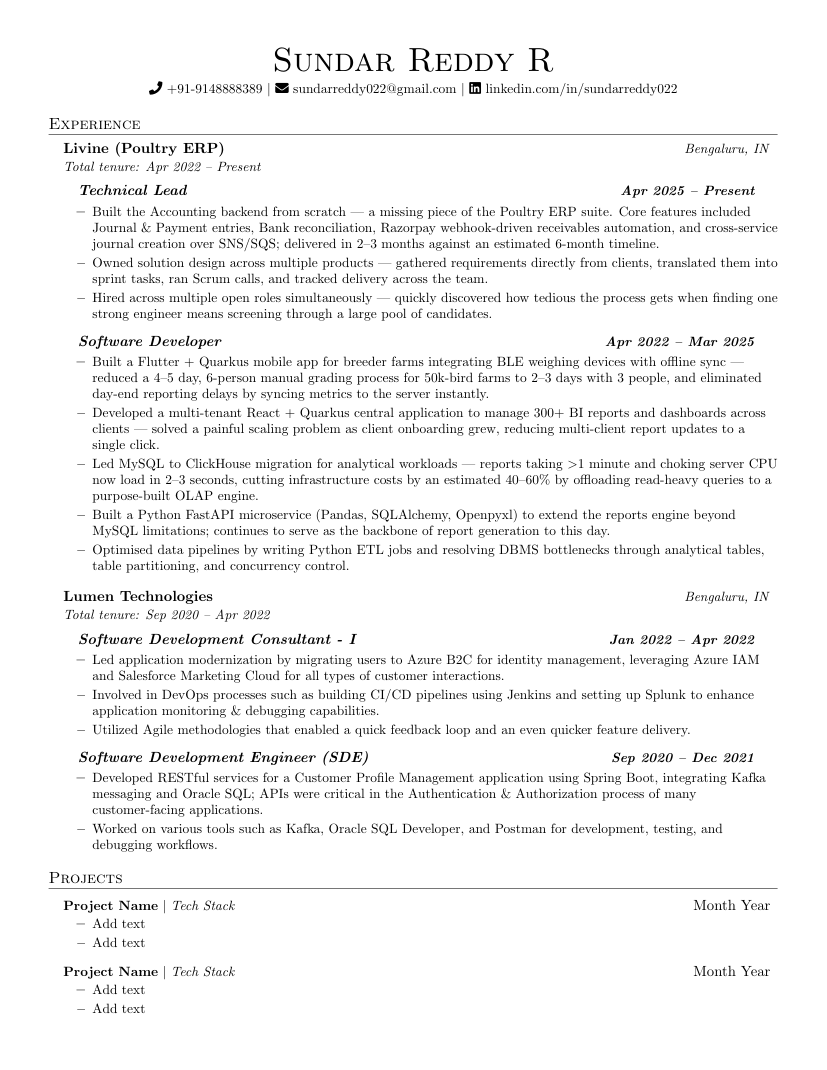 Sundar Reddy R
+91-9148888389 | sundarreddy022@gmail.com | linkedin.com/in/sundarreddy022
Experience
Livine (Poultry ERP) Bengaluru, IN
Total tenure: Apr 2022 – Present
Technical Lead Apr 2025 – Present
– Built the Accounting backend from scratch — a missing piece of the Poultry ERP suite. Core features included
Journal & Payment entries, Bank reconciliation, Razorpay webhook-driven receivables automation, and cross-service
journal creation over SNS/SQS; delivered in 2–3 months against an estimated 6-month timeline.
– Owned solution design across multiple products — gathered requirements directly from clients, translated them into
sprint tasks, ran Scrum calls, and tracked delivery across the team.
– Hired across multiple open roles simultaneously — quickly discovered how tedious the process gets when finding one
strong engineer means screening through a large pool of candidates.
Software Developer Apr 2022 – Mar 2025
– Built a Flutter + Quarkus mobile app for breeder farms integrating BLE weighing devices with offline sync —
reduced a 4–5 day, 6-person manual grading process for 50k-bird farms to 2–3 days with 3 people, and eliminated
day-end reporting delays by syncing metrics to the server instantly.
– Developed a multi-tenant React + Quarkus central application to manage 300+ BI reports and dashboards across
clients — solved a painful scaling problem as client onboarding grew, reducing multi-client report updates to a
single click.
– Led MySQL to ClickHouse migration for analytical workloads — reports taking >1 minute and choking server CPU
now load in 2–3 seconds, cutting infrastructure costs by an estimated 40–60% by offloading read-heavy queries to a
purpose-built OLAP engine.
– Built a Python FastAPI microservice (Pandas, SQLAlchemy, Openpyxl) to extend the reports engine beyond
MySQL limitations; continues to serve as the backbone of report generation to this day.
– Optimised data pipelines by writing Python ETL jobs and resolving DBMS bottlenecks through analytical tables,
table partitioning, and concurrency control.
Lumen Technologies Bengaluru, IN
Total tenure: Sep 2020 – Apr 2022
Software Development Consultant - I Jan 2022 – Apr 2022
– Led application modernization by migrating users to Azure B2C for identity management, leveraging Azure IAM
and Salesforce Marketing Cloud for all types of customer interactions.
– Involved in DevOps processes such as building CI/CD pipelines using Jenkins and setting up Splunk to enhance
application monitoring & debugging capabilities.
– Utilized Agile methodologies that enabled a quick feedback loop and an even quicker feature delivery.
Software Development Engineer (SDE) Sep 2020 – Dec 2021
– Developed RESTful services for a Customer Profile Management application using Spring Boot, integrating Kafka
messaging and Oracle SQL; APIs were critical in the Authentication & Authorization process of many
customer-facing applications.
– Worked on various tools such as Kafka, Oracle SQL Developer, and Postman for development, testing, and
debugging workflows.
Projects
Project Name | Tech Stack Month Year
– Add text
– Add text
Project Name | Tech Stack Month Year
– Add text
– Add text